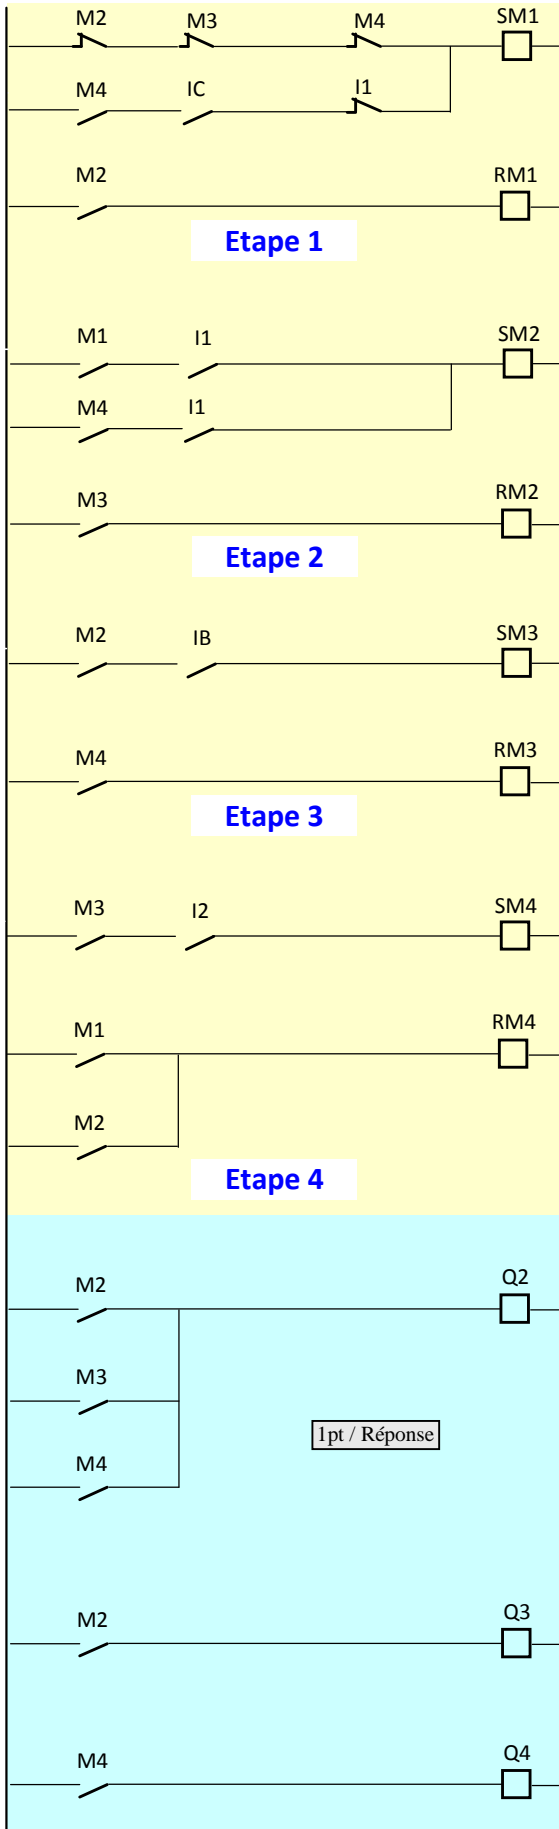 M2 M3 M4 SM1
M4 IC I1
M2 RM1
Etape 1
M1 I1 SM2
M4 I1
M3 RM2
Etape 2
M2 IB SM3
M4 RM3
Etape 3
M3 I2 SM4
M1 RM4
M2
Etape 4
M2 Q2
M3
1pt / Réponse
M4
M2 Q3
M4 Q4